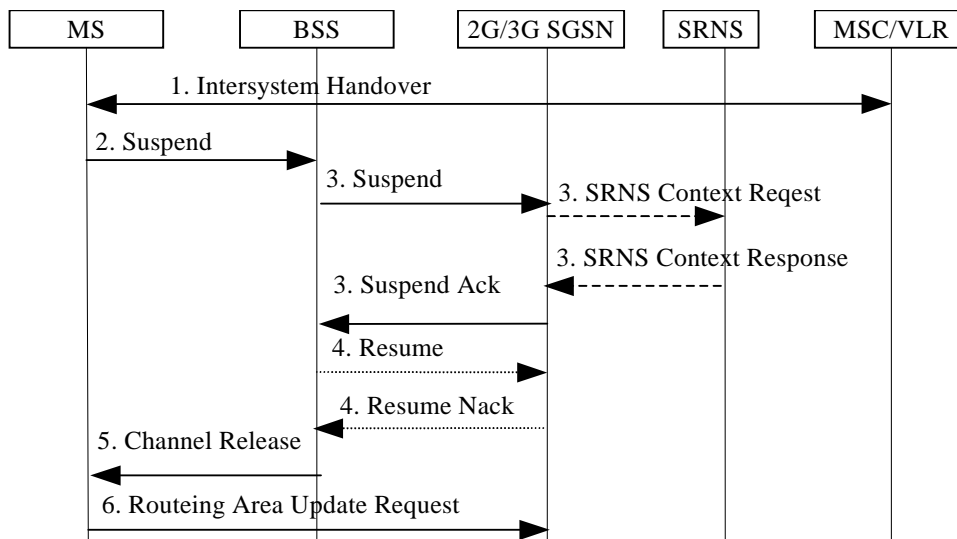 MS
BSS
2G/3G SGSN
SRNS
MSC/VLR
1. Intersystem Handover
2. Suspend
3. Suspend
3. SRNS Context Reqest
3. SRNS Context Response
3. Suspend Ack
4. Resume
4. Resume Nack
5. Channel Release
6. Routeing Area Update Request